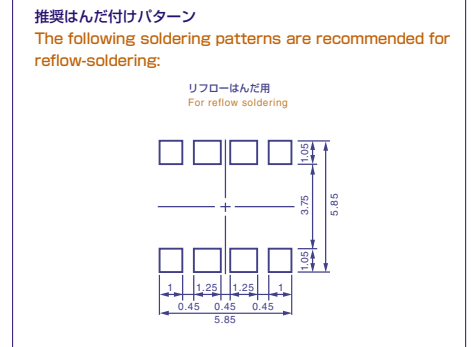 推奨はんだ付けパターン
The following soldering patterns are recommended for
reflow-soldering:
リフローはんだ用
For reflow soldering
1.05
3.75
5.85
1.05
1 1.25 1.25 1
0.45 0.45 0.45
5.85